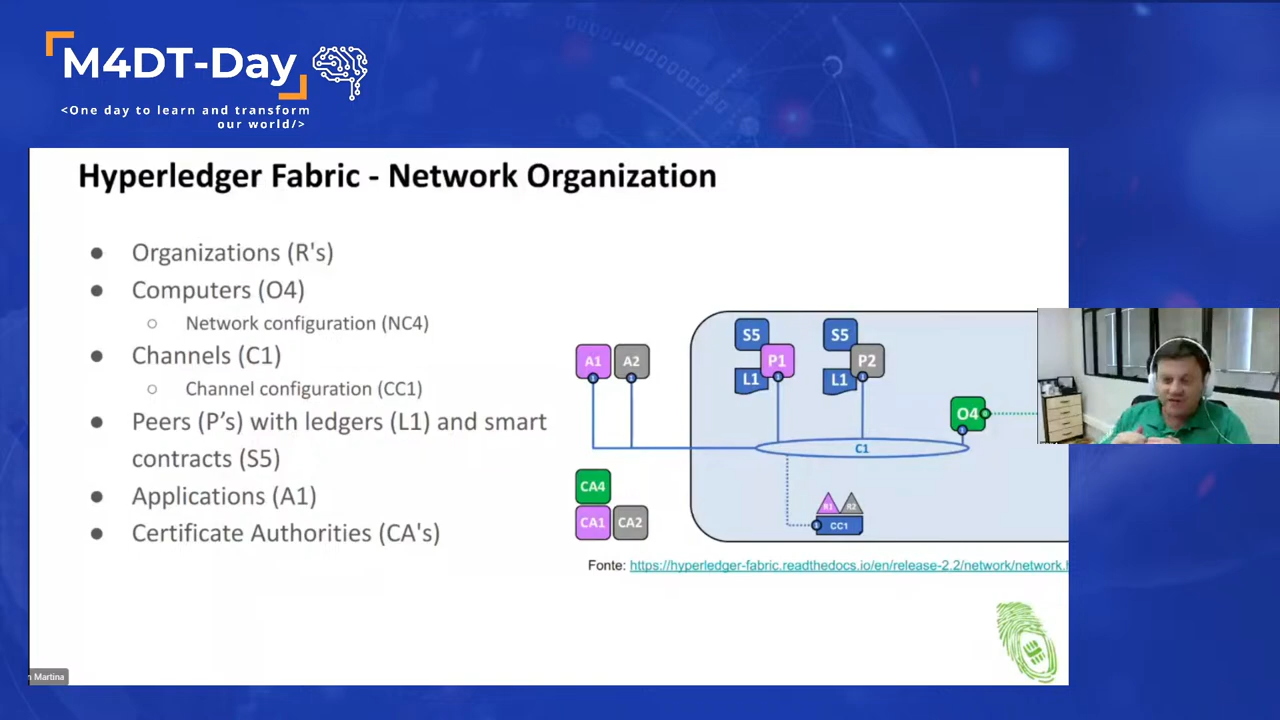 M4DT-Day
<One day to learn and transform
our world/>
Hyperledger Fabric - Network Organization
● Organizations (R's)
● Computers (O4)
○ Network configuration (NC4)
● Channels (C1)
○ Channel configuration (CC1)
● Peers (P's) with ledgers (L1) and smart
contracts (S5)
● Applications (A1)
● Certificate Authorities (CA's)
S5 S5
A1 A2 P1 P2
L1 L1
O4
C1
CA4
R1 R2
CA1 CA2 CC1
Fonte: https://hyperledger-fabric.readthedocs.io/en/release-2.2/network/network.h
n Martina